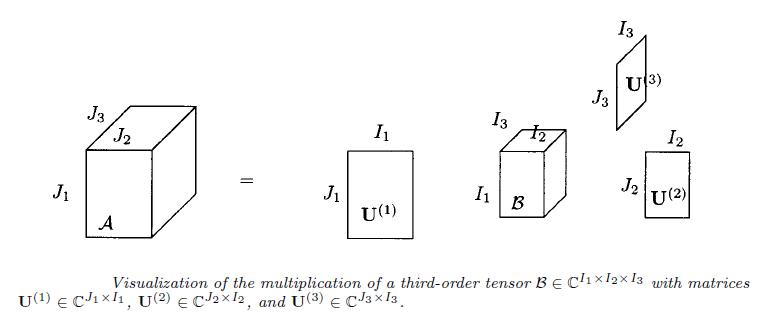 I₃
J₃
U⁽³⁾
J₃
J₂
I₁
I₃
I₂
I₂
J₁
=
J₁
I₁
J₂
𝒜
U⁽¹⁾
ℬ
U⁽²⁾
Visualization of the multiplication of a third-order tensor ℬ ∈ ℂ^{I₁×I₂×I₃} with matrices
U⁽¹⁾ ∈ ℂ^{J₁×I₁}, U⁽²⁾ ∈ ℂ^{J₂×I₂}, and U⁽³⁾ ∈ ℂ^{J₃×I₃}.